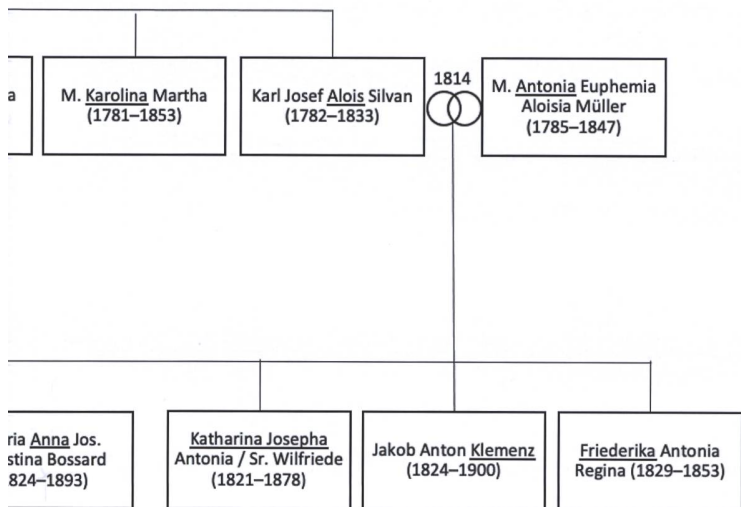 a
M. Karolina Martha
(1781–1853)
Karl Josef Alois Silvan
(1782–1833)
1814
M. Antonia Euphemia
Aloisia Müller
(1785–1847)
ria Anna Jos.
stina Bossard
824–1893)
Katharina Josepha
Antonia / Sr. Wilfriede
(1821–1878)
Jakob Anton Klemenz
(1824–1900)
Friederika Antonia
Regina (1829–1853)